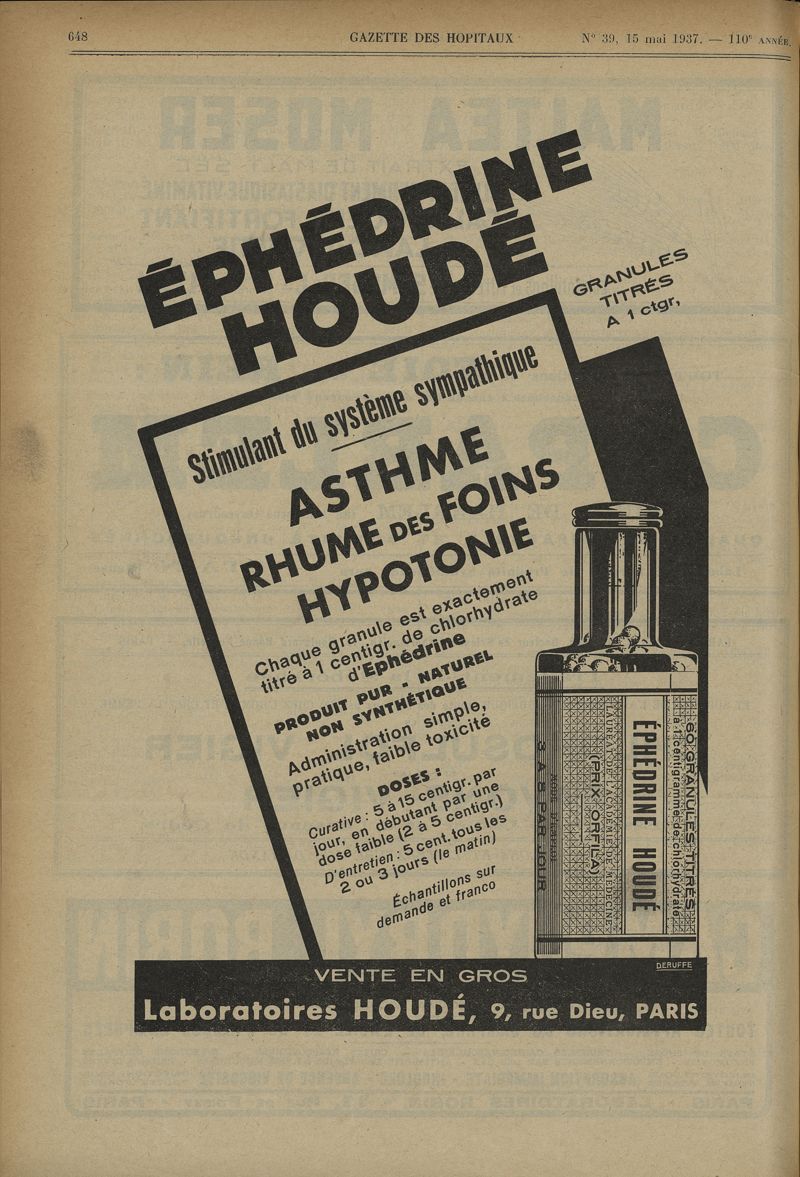 648
GAZETTE DES HOPITAUX
N° 39, 15 mai 1937. — 110e ANNÉE.
ÉPHÉDRINE
HOUDÉ
GRANULES
TITRÉS
A 1 ctgr,
Stimulant du système sympathique
ASTHME
RHUME DES FOINS
HYPOTONIE
Chaque granule est exactement
titré à 1 centigr. de chlorhydrate
d'Ephédrine
PRODUIT PUR - NATUREL
NON SYNTHÉTIQUE
Administration simple,
pratique, faible toxicité
DOSES :
Curative : 5 à 15 centigr. par
jour, en débutant par une
dose faible (2 à 5 centigr.)
D'entretien : 5 cent. tous les
2 ou 3 jours (le matin)
Échantillons sur
demande et franco
60 GRANULES TITRÉS
à 1 centigramme de chlorhydrate
ÉPHÉDRINE HOUDÉ
LAURÉAT DE L'ACADÉMIE DE MÉDECINE
(PRIX ORFILA)
MODE D'EMPLOI
3 A 8 PAR JOUR
DERUFFE
VENTE EN GROS
Laboratoires HOUDÉ, 9, rue Dieu, PARIS